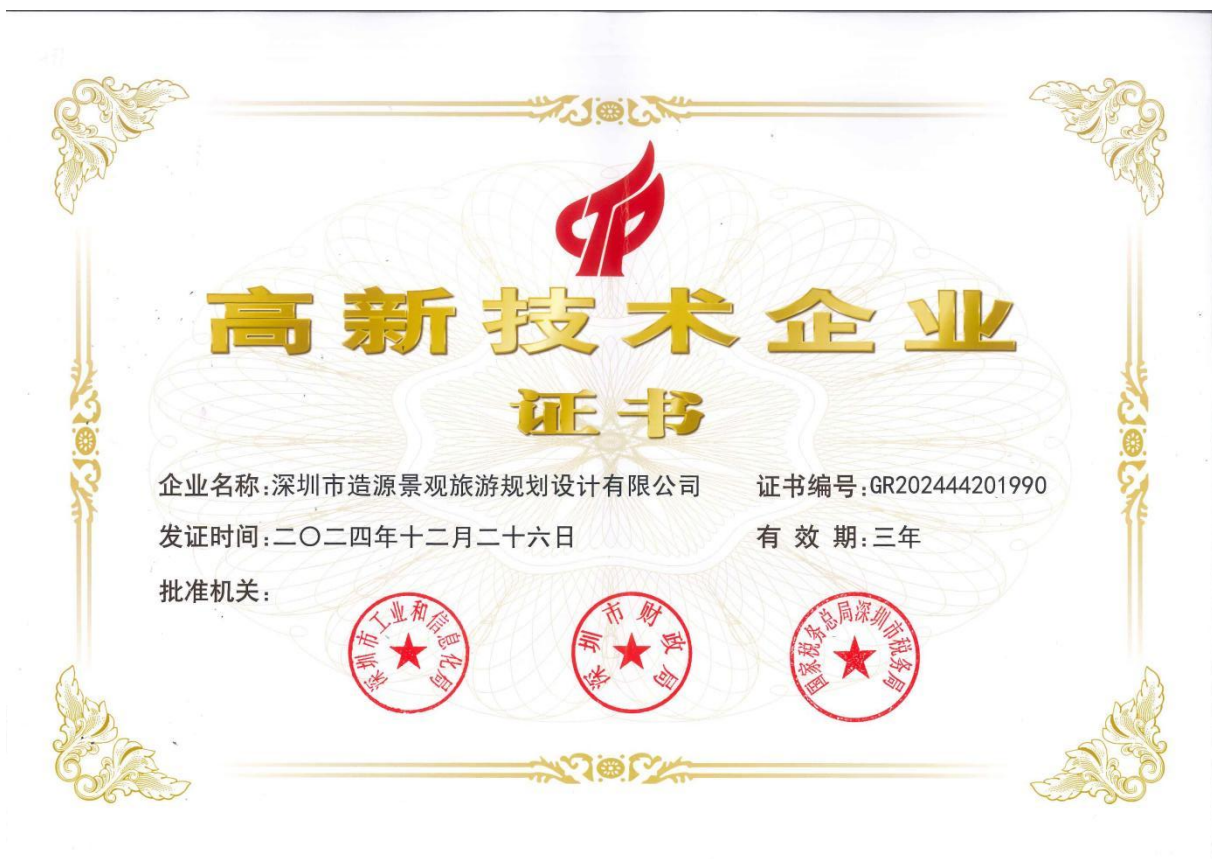 高新技术企业
证书
企业名称:深圳市造源景观旅游规划设计有限公司 证书编号:GR202444201990
发证时间:二〇二四年十二月二十六日 有 效 期:三年
批准机关:
深圳市工业和信息化局
深圳市财政局
国家税务总局深圳市税务局